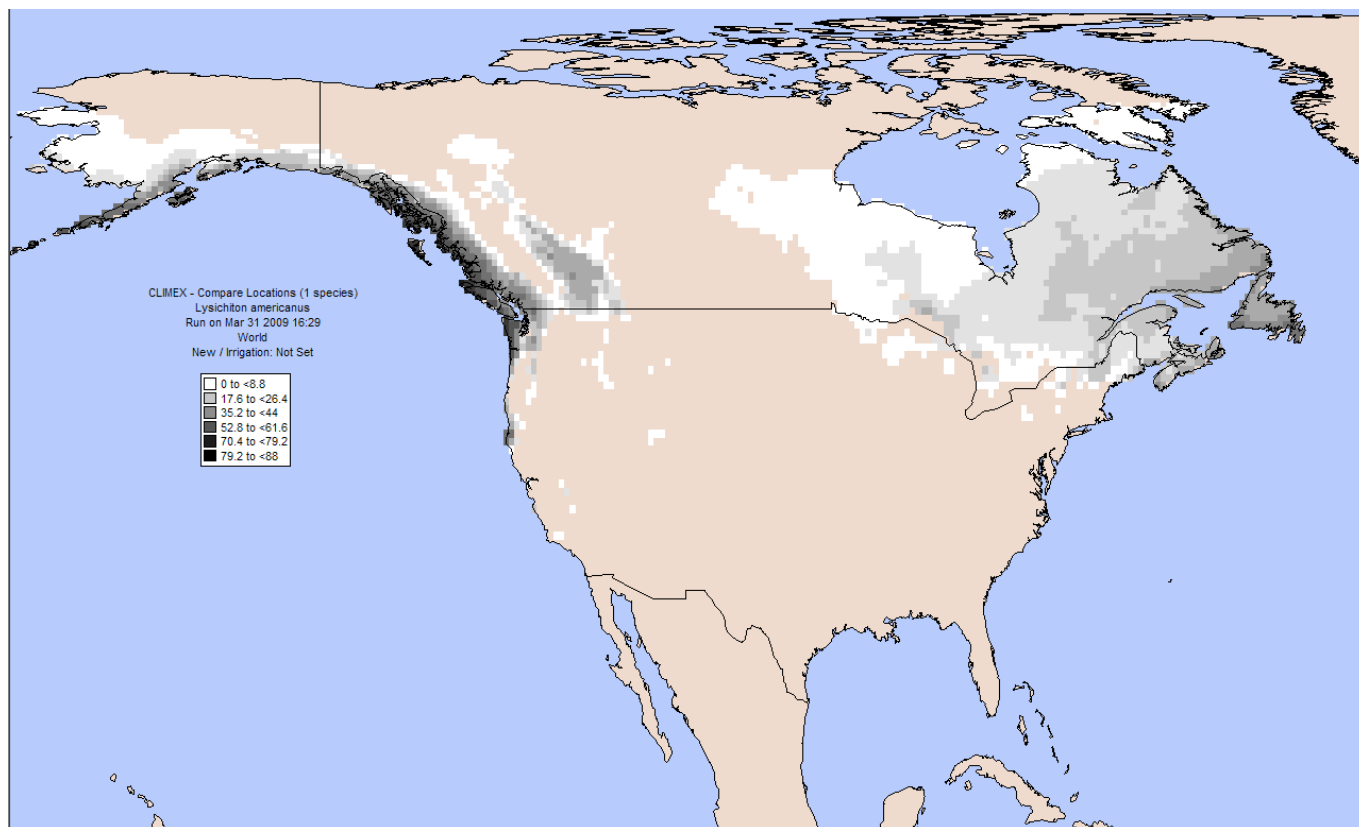 CLIMEX - Compare Locations (1 species)
Lysichiton americanus
Run on Mar 31 2009 16:29
World
New / Irrigation: Not Set
0 to <8.8
17.6 to <26.4
35.2 to <44
52.8 to <61.6
70.4 to <79.2
79.2 to <88